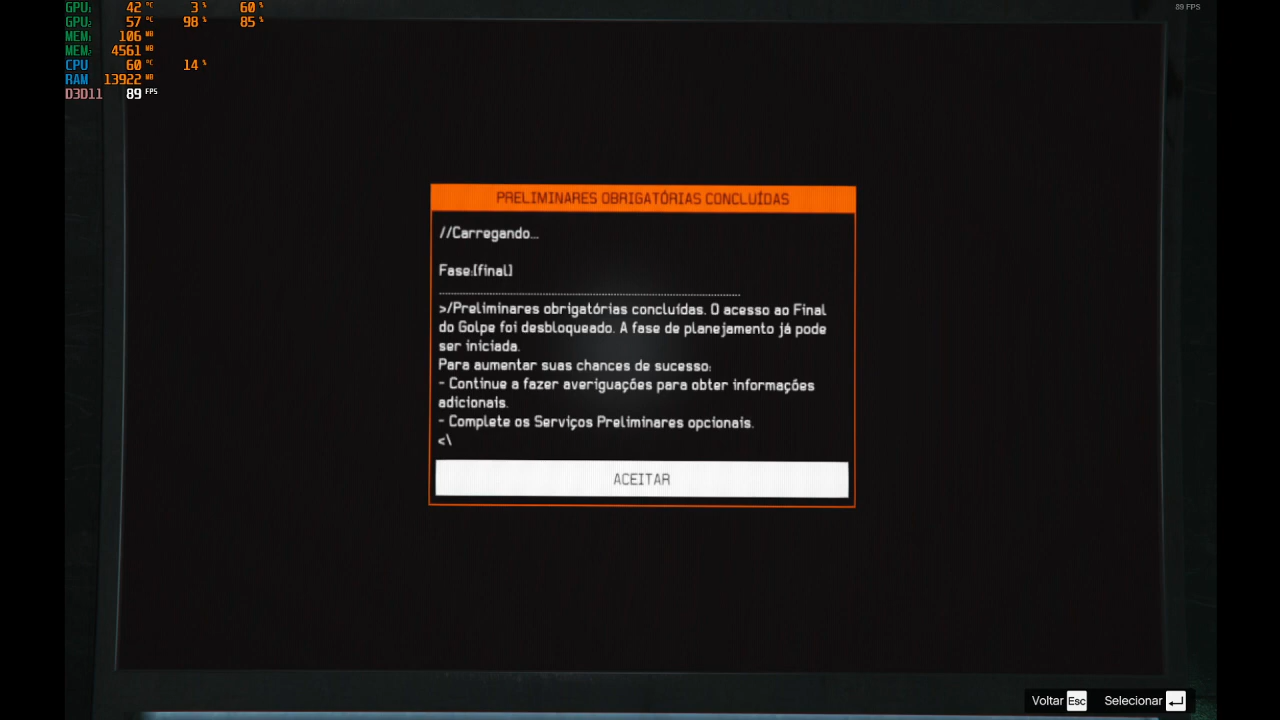 GPU₁ 42 °C 3 % 60 %
GPU₂ 57 °C 98 % 85 %
MEM₁ 106 MB
MEM₂ 4561 MB
CPU 60 °C 14 %
RAM 13922 MB
D3D11 89 FPS
89 FPS
PRELIMINARES OBRIGATÓRIAS CONCLUÍDAS
//Carregando...
Fase:[final]
>/Preliminares obrigatórias concluídas. O acesso ao Final
do Golpe foi desbloqueado. A fase de planejamento já pode
ser iniciada.
Para aumentar suas chances de sucesso:
- Continue a fazer averiguações para obter informações
adicionais.
- Complete os Serviços Preliminares opcionais.
<\
ACEITAR
Voltar Esc Selecionar